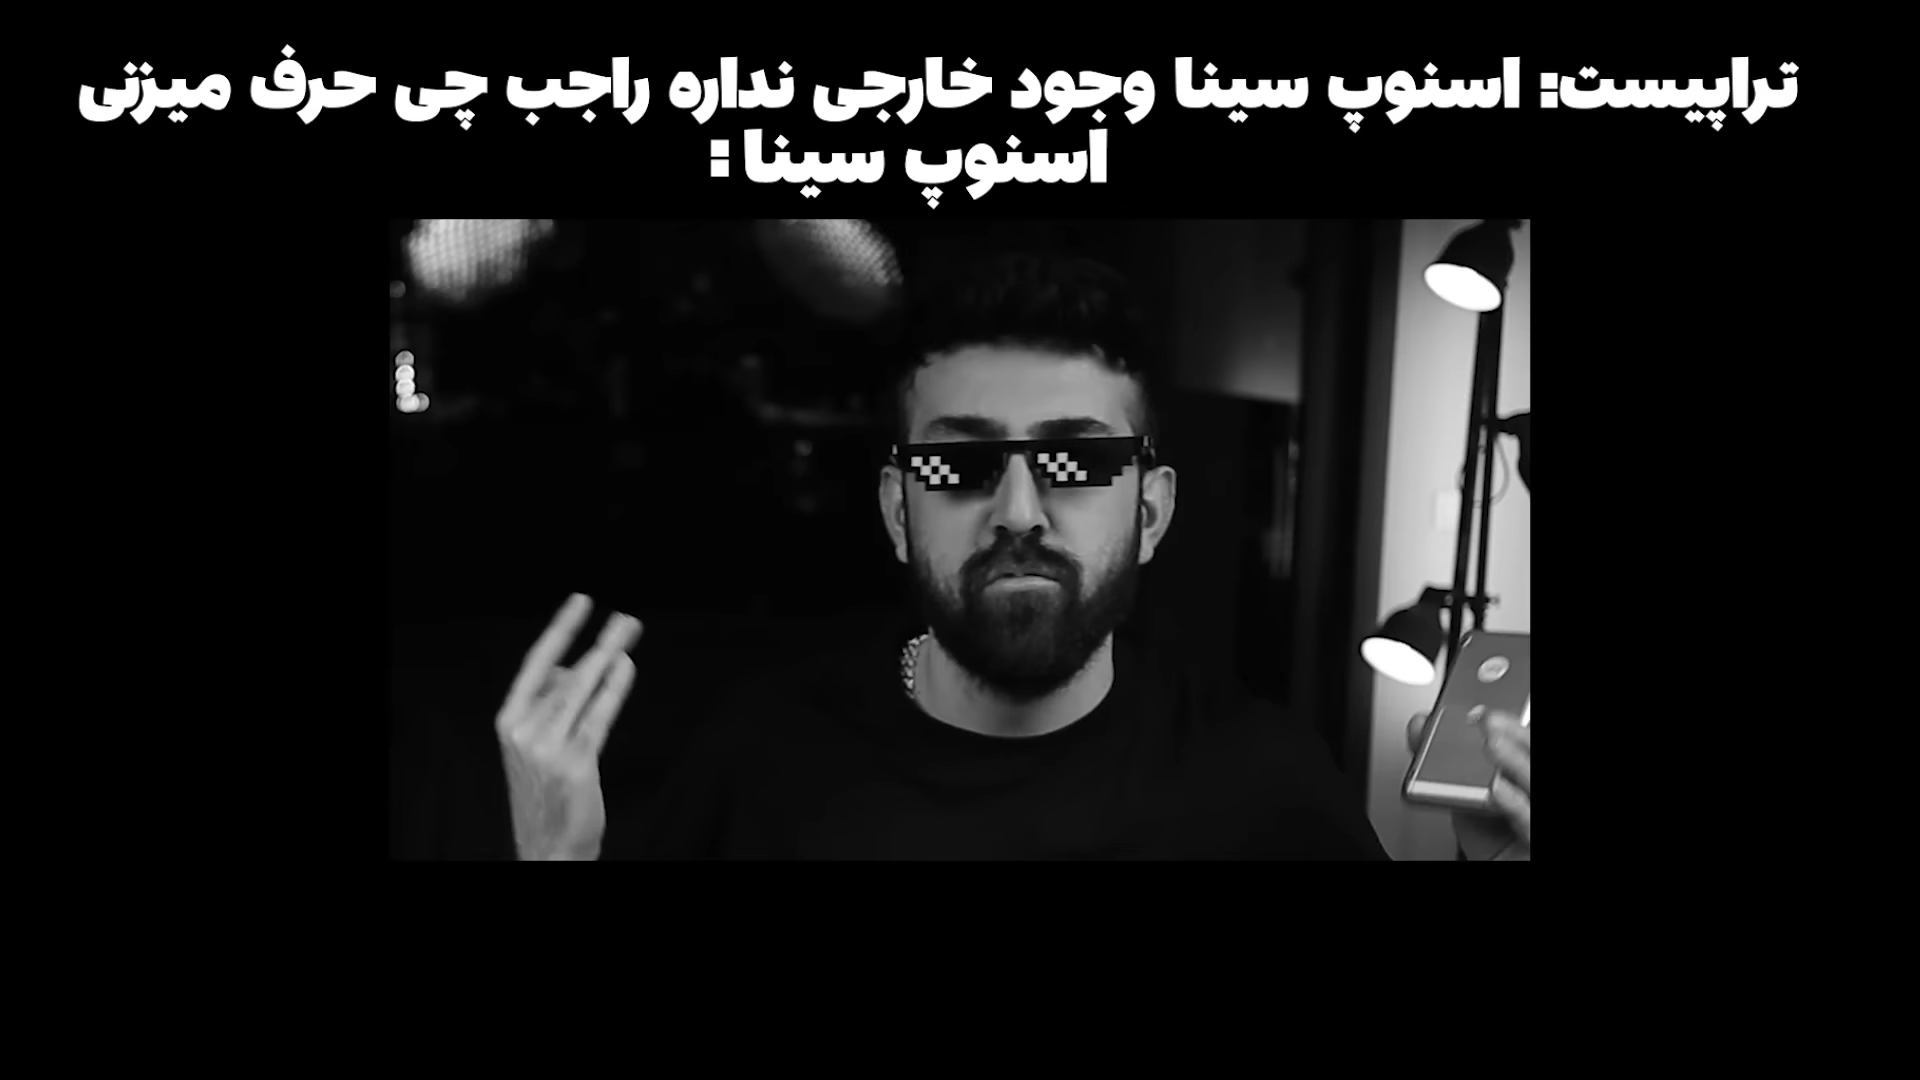 تراپیست: اسنوپ سینا وجود خارجی نداره راجب چی حرف میزنی
اسنوپ سینا :